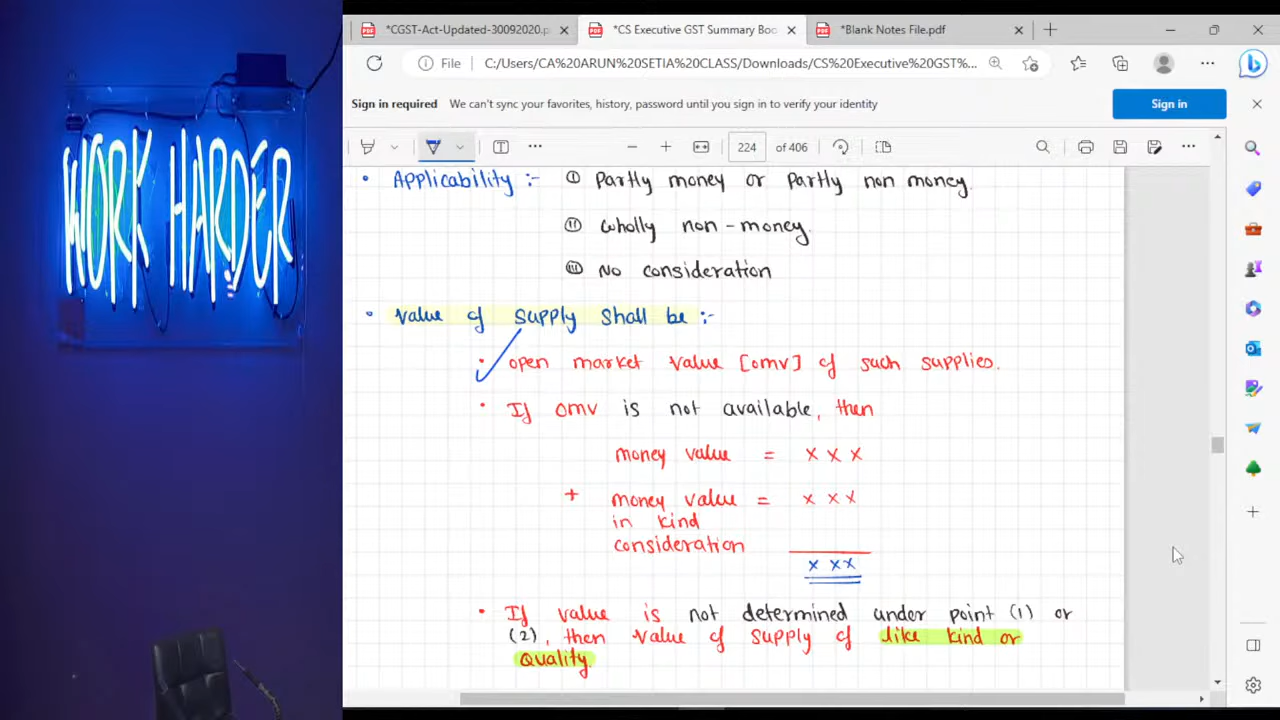 WORK HARDER
*CGST-Act-Updated-30092020.p
*CS Executive GST Summary Boo
*Blank Notes File.pdf
File
C:/Users/CA%20ARUN%20SETIA%20CLASS/Downloads/CS%20Executive%20GST%...
Sign in required
We can't sync your favorites, history, password until you sign in to verify your identity
Sign in
224 of 406
• Applicability :- (i) Partly money or Partly non money.
(ii) wholly non-money.
(iii) No consideration
• Value of supply shall be :-
• open market value [omv] of such supplies.
• If omv is not available, then
money value = x x x
+ money value = x x x
in kind
consideration
x x x
• If value is not determined under point (1) or
(2), then value of supply of like kind or
quality.